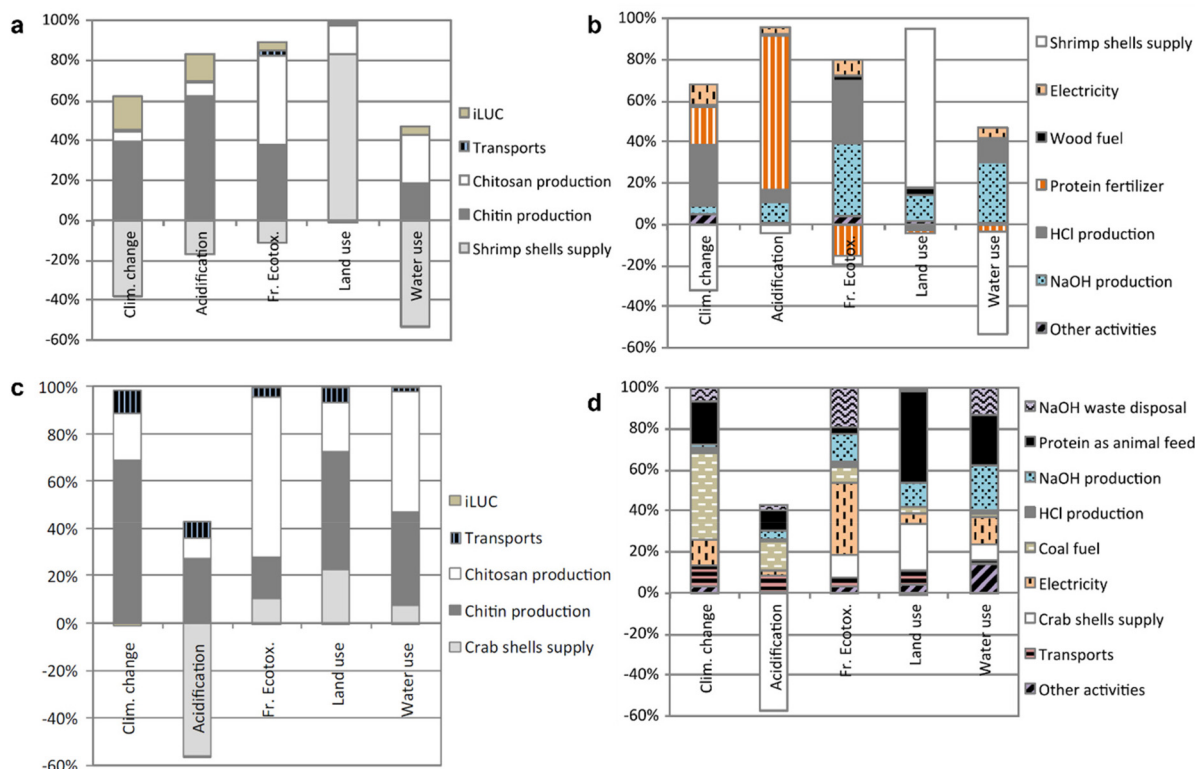 a
100%
80%
60%
40%
20%
0%
-20%
-40%
-60%
Clim. change
Acidification
Fr. Ecotox.
Land use
Water use
iLUC
Transports
Chitosan production
Chitin production
Shrimp shells supply
b
100%
80%
60%
40%
20%
0%
-20%
-40%
-60%
Clim. change
Acidification
Fr. Ecotox.
Land use
Water use
Shrimp shells supply
Electricity
Wood fuel
Protein fertilizer
HCl production
NaOH production
Other activities
c
100%
80%
60%
40%
20%
0%
-20%
-40%
-60%
Clim. change
Acidification
Fr. Ecotox.
Land use
Water use
iLUC
Transports
Chitosan production
Chitin production
Crab shells supply
d
100%
80%
60%
40%
20%
0%
-20%
-40%
-60%
Clim. change
Acidification
Fr. Ecotox.
Land use
Water use
NaOH waste disposal
Protein as animal feed
NaOH production
HCl production
Coal fuel
Electricity
Crab shells supply
Transports
Other activities